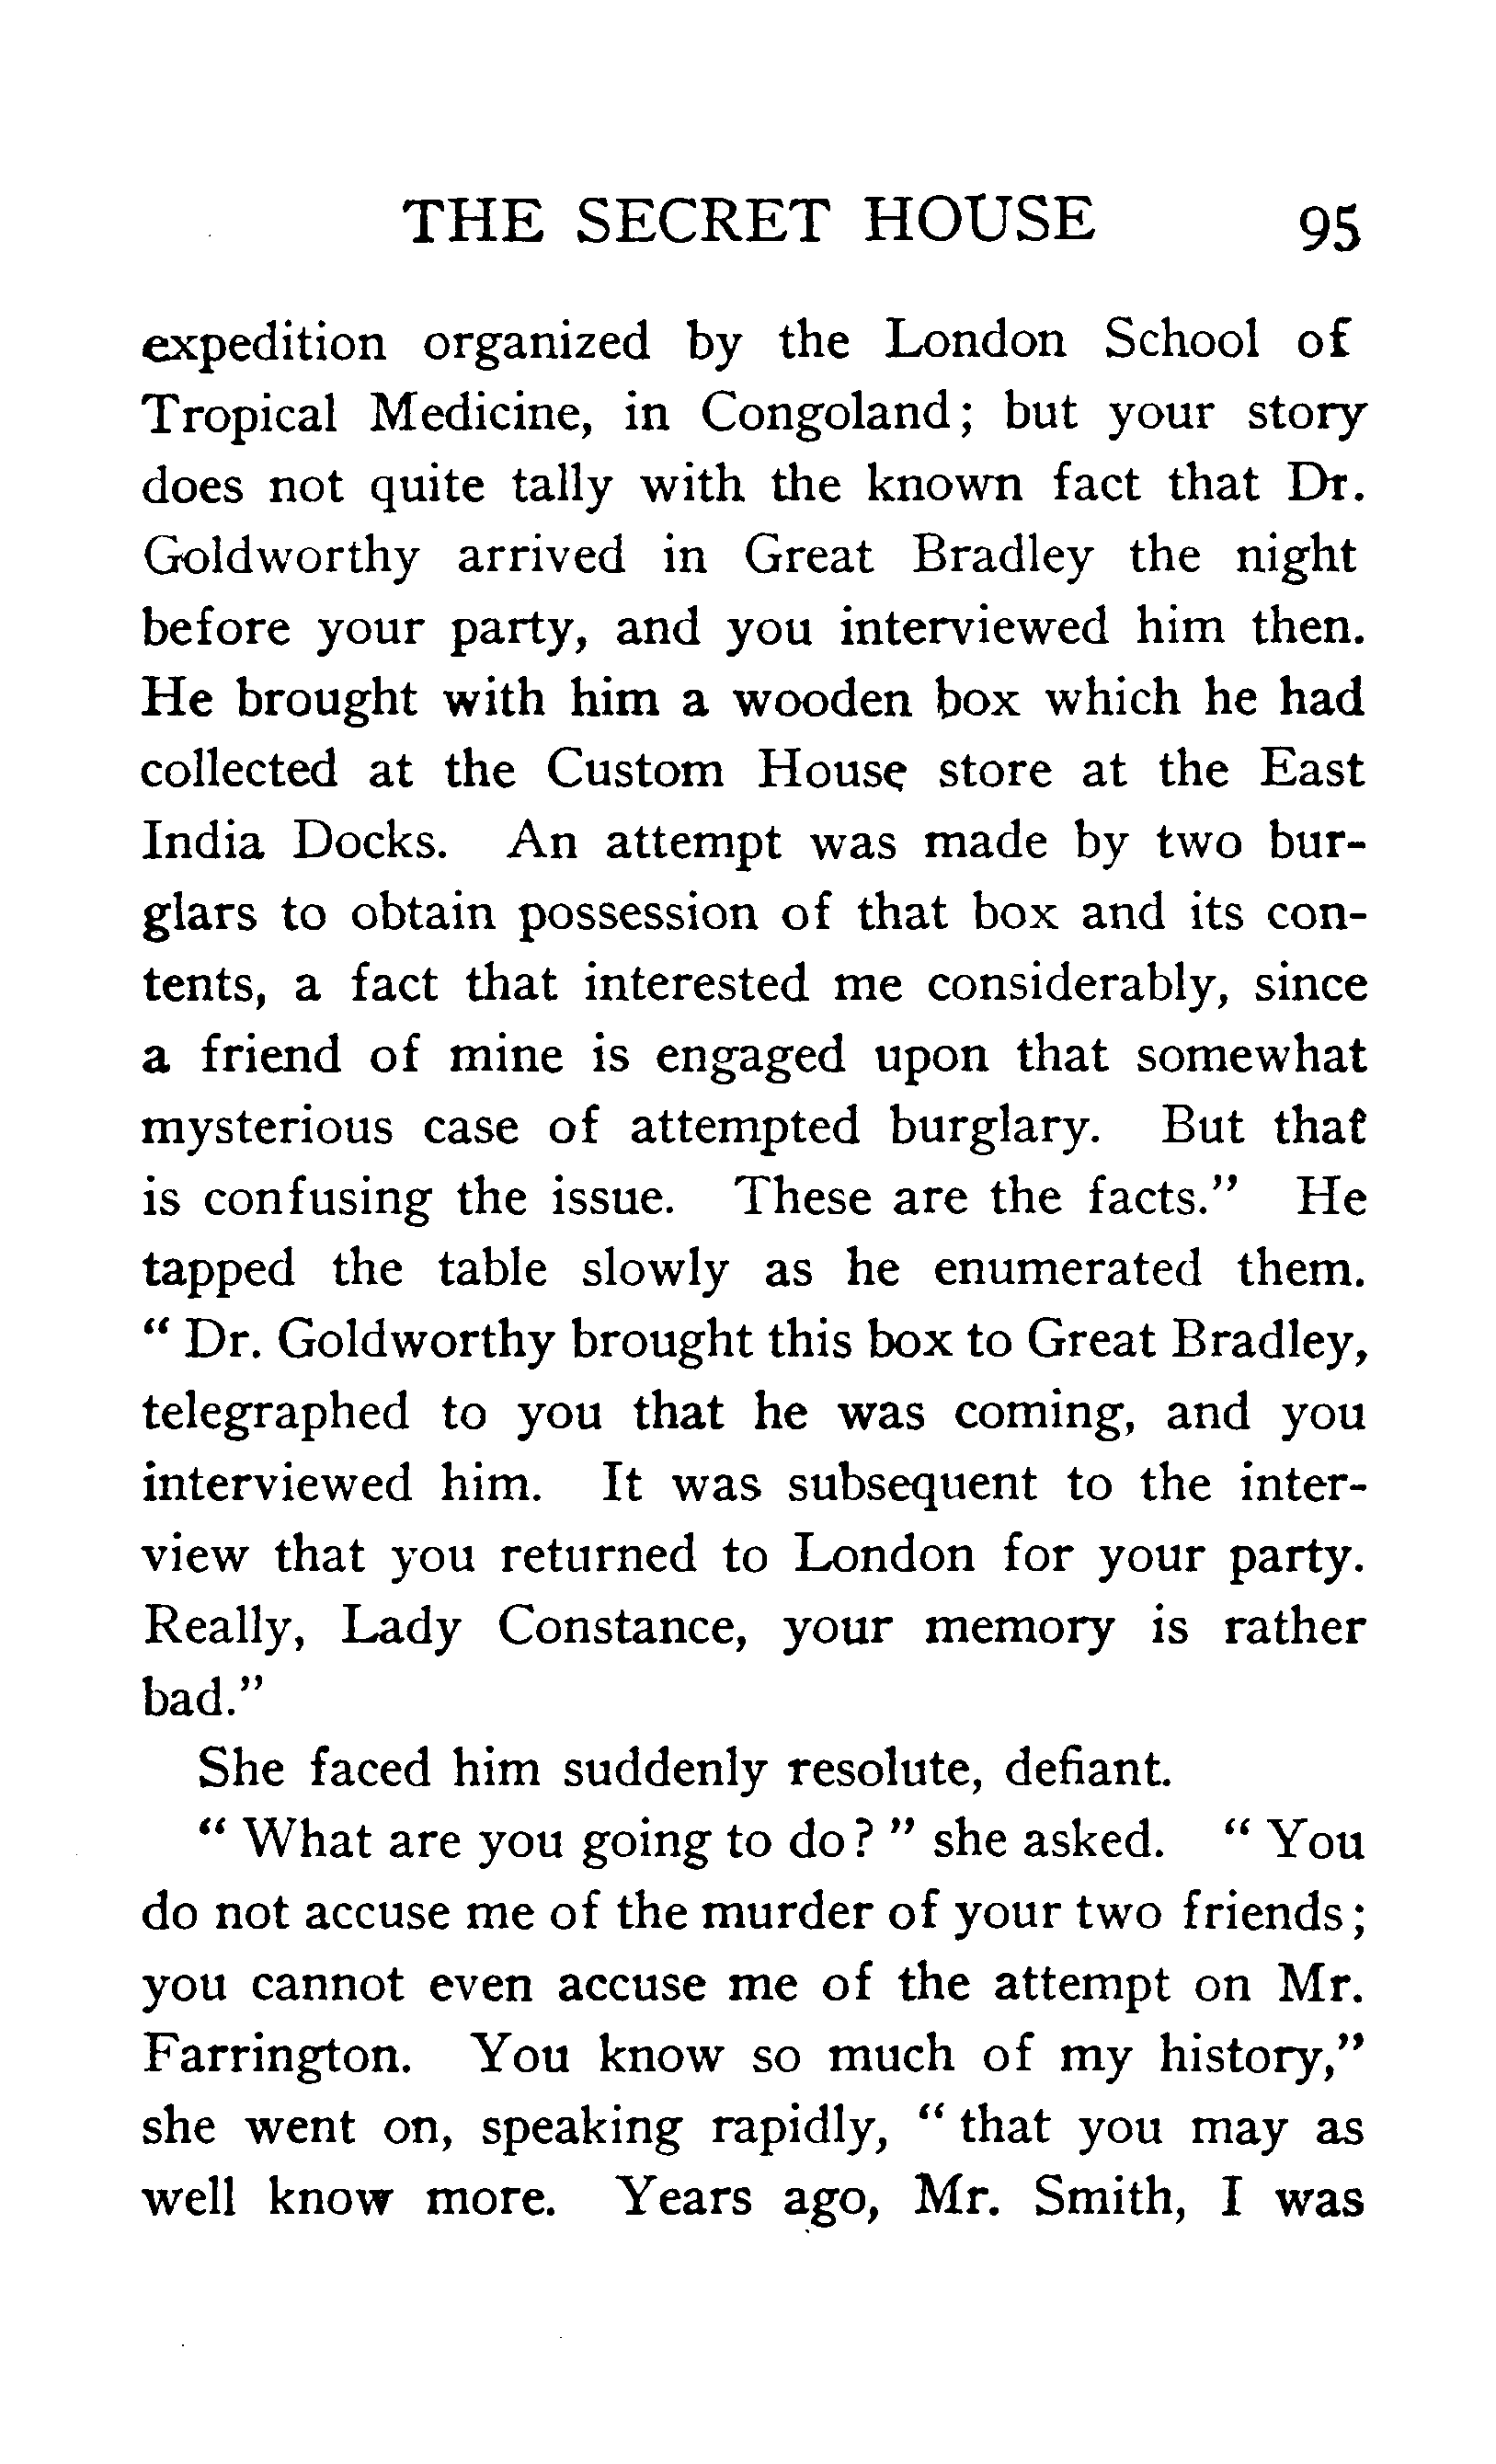 THE SECRET HOUSE 95
expedition organized by the London School of
Tropical Medicine, in Congoland; but your story
does not quite tally with the known fact that Dr.
Goldworthy arrived in Great Bradley the night
before your party, and you interviewed him then.
He brought with him a wooden box which he had
collected at the Custom House store at the East
India Docks. An attempt was made by two bur-
glars to obtain possession of that box and its con-
tents, a fact that interested me considerably, since
a friend of mine is engaged upon that somewhat
mysterious case of attempted burglary. But that
is confusing the issue. These are the facts." He
tapped the table slowly as he enumerated them.
" Dr. Goldworthy brought this box to Great Bradley,
telegraphed to you that he was coming, and you
interviewed him. It was subsequent to the inter-
view that you returned to London for your party.
Really, Lady Constance, your memory is rather
bad."
She faced him suddenly resolute, defiant.
" What are you going to do? " she asked. " You
do not accuse me of the murder of your two friends;
you cannot even accuse me of the attempt on Mr.
Farrington. You know so much of my history,"
she went on, speaking rapidly, " that you may as
well know more. Years ago, Mr. Smith, I was